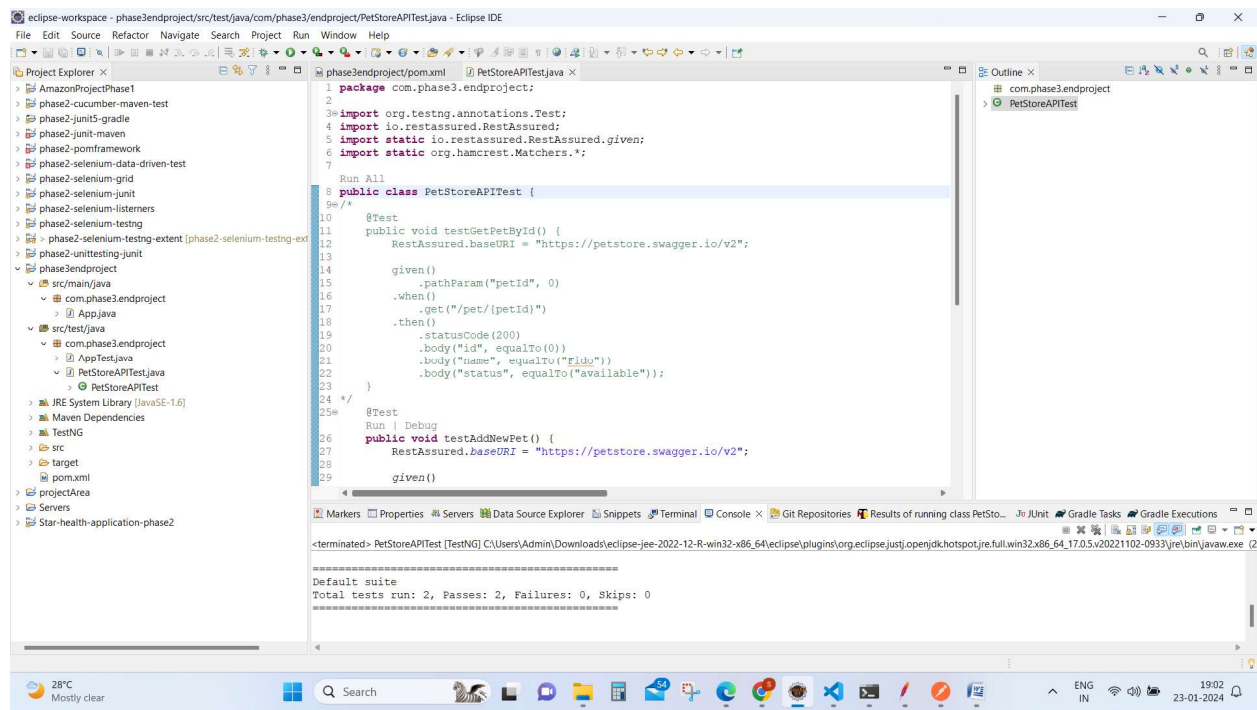 eclipse-workspace - phase3endproject/src/test/java/com/phase3/endproject/PetStoreAPITest.java - Eclipse IDE
File Edit Source Refactor Navigate Search Project Run Window Help
Project Explorer
AmazonProjectPhase1
phase2-cucumber-maven-test
phase2-junit5-gradle
phase2-junit-maven
phase2-pomframework
phase2-selenium-data-driven-test
phase2-selenium-grid
phase2-selenium-junit
phase2-selenium-listerners
phase2-selenium-testng
> phase2-selenium-testng-extent [phase2-selenium-testng-ext
phase2-unittesting-junit
phase3endproject
src/main/java
com.phase3.endproject
App.java
src/test/java
com.phase3.endproject
AppTest.java
PetStoreAPITest.java
PetStoreAPITest
JRE System Library [JavaSE-1.6]
Maven Dependencies
TestNG
src
target
pom.xml
projectArea
Servers
Star-health-application-phase2
phase3endproject/pom.xml PetStoreAPITest.java
1 package com.phase3.endproject;
2
3 import org.testng.annotations.Test;
4 import io.restassured.RestAssured;
5 import static io.restassured.RestAssured.given;
6 import static org.hamcrest.Matchers.*;
7
Run All
8 public class PetStoreAPITest {
9 /*
10 @Test
11 public void testGetPetById() {
12 RestAssured.baseURI = "https://petstore.swagger.io/v2";
13
14 given()
15 .pathParam("petId", 0)
16 .when()
17 .get("/pet/{petId}")
18 .then()
19 .statusCode(200)
20 .body("id", equalTo(0))
21 .body("name", equalTo("Fido"))
22 .body("status", equalTo("available"));
23 }
24 */
25 @Test
Run | Debug
26 public void testAddNewPet() {
27 RestAssured.baseURI = "https://petstore.swagger.io/v2";
28
29 given()
Outline
com.phase3.endproject
PetStoreAPITest
Markers Properties Servers Data Source Explorer Snippets Terminal Console Git Repositories Results of running class PetSto... JUnit Gradle Tasks Gradle Executions
<terminated> PetStoreAPITest [TestNG] C:\Users\Admin\Downloads\eclipse-jee-2022-12-R-win32-x86_64\eclipse\plugins\org.eclipse.justj.openjdk.hotspot.jre.full.win32.x86_64_17.0.5.v20221102-0933\jre\bin\javaw.exe (2
===============================================
Default suite
Total tests run: 2, Passes: 2, Failures: 0, Skips: 0
===============================================
28°C
Mostly clear
Search
54
ENG
IN
19:02
23-01-2024